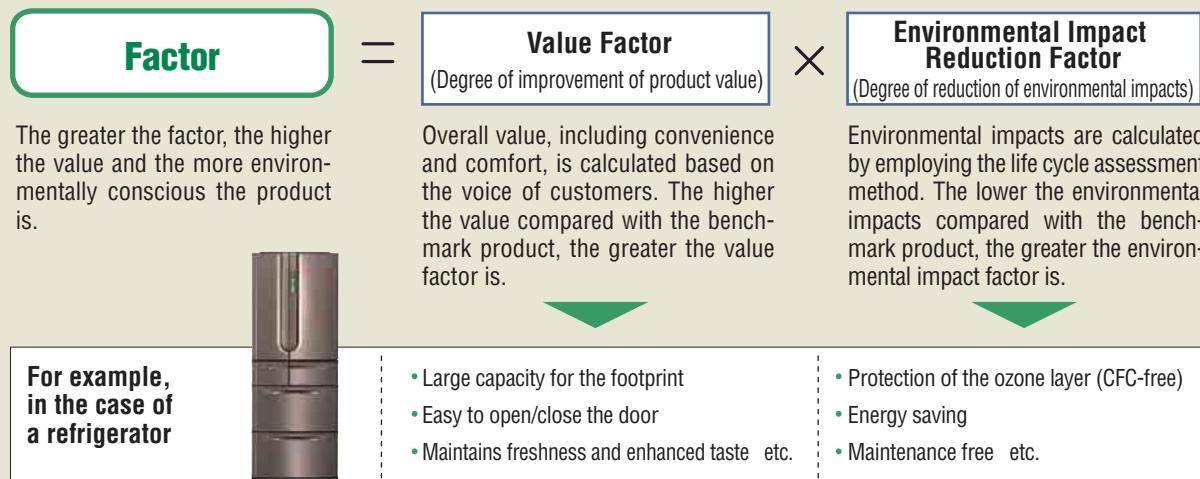 Factor
=
Value Factor
(Degree of improvement of product value)
×
Environmental Impact
Reduction Factor
(Degree of reduction of environmental impacts)
The greater the factor, the higher
the value and the more environ-
mentally conscious the product
is.
Overall value, including convenience
and comfort, is calculated based on
the voice of customers. The higher
the value compared with the bench-
mark product, the greater the value
factor is.
Environmental impacts are calculated
by employing the life cycle assessment
method. The lower the environmental
impacts compared with the bench-
mark product, the greater the environ-
mental impact factor is.
For example,
in the case of
a refrigerator
• Large capacity for the footprint
• Easy to open/close the door
• Maintains freshness and enhanced taste etc.
• Protection of the ozone layer (CFC-free)
• Energy saving
• Maintenance free etc.